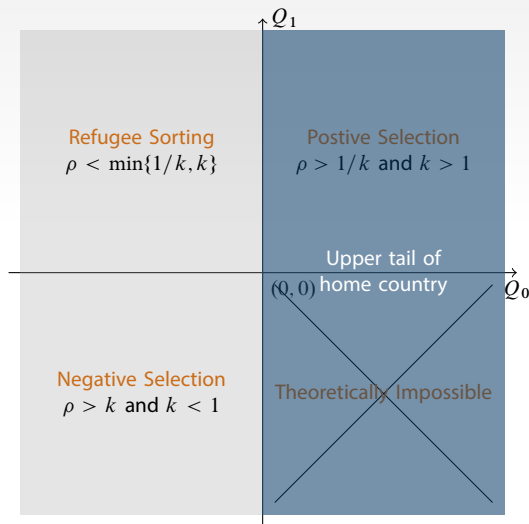 Q₁
Refugee Sorting
ρ < min{1/k, k}
Postive Selection
ρ > 1/k and k > 1
Upper tail of
home country
(0, 0)
Q₀
Negative Selection
ρ > k and k < 1
Theoretically Impossible